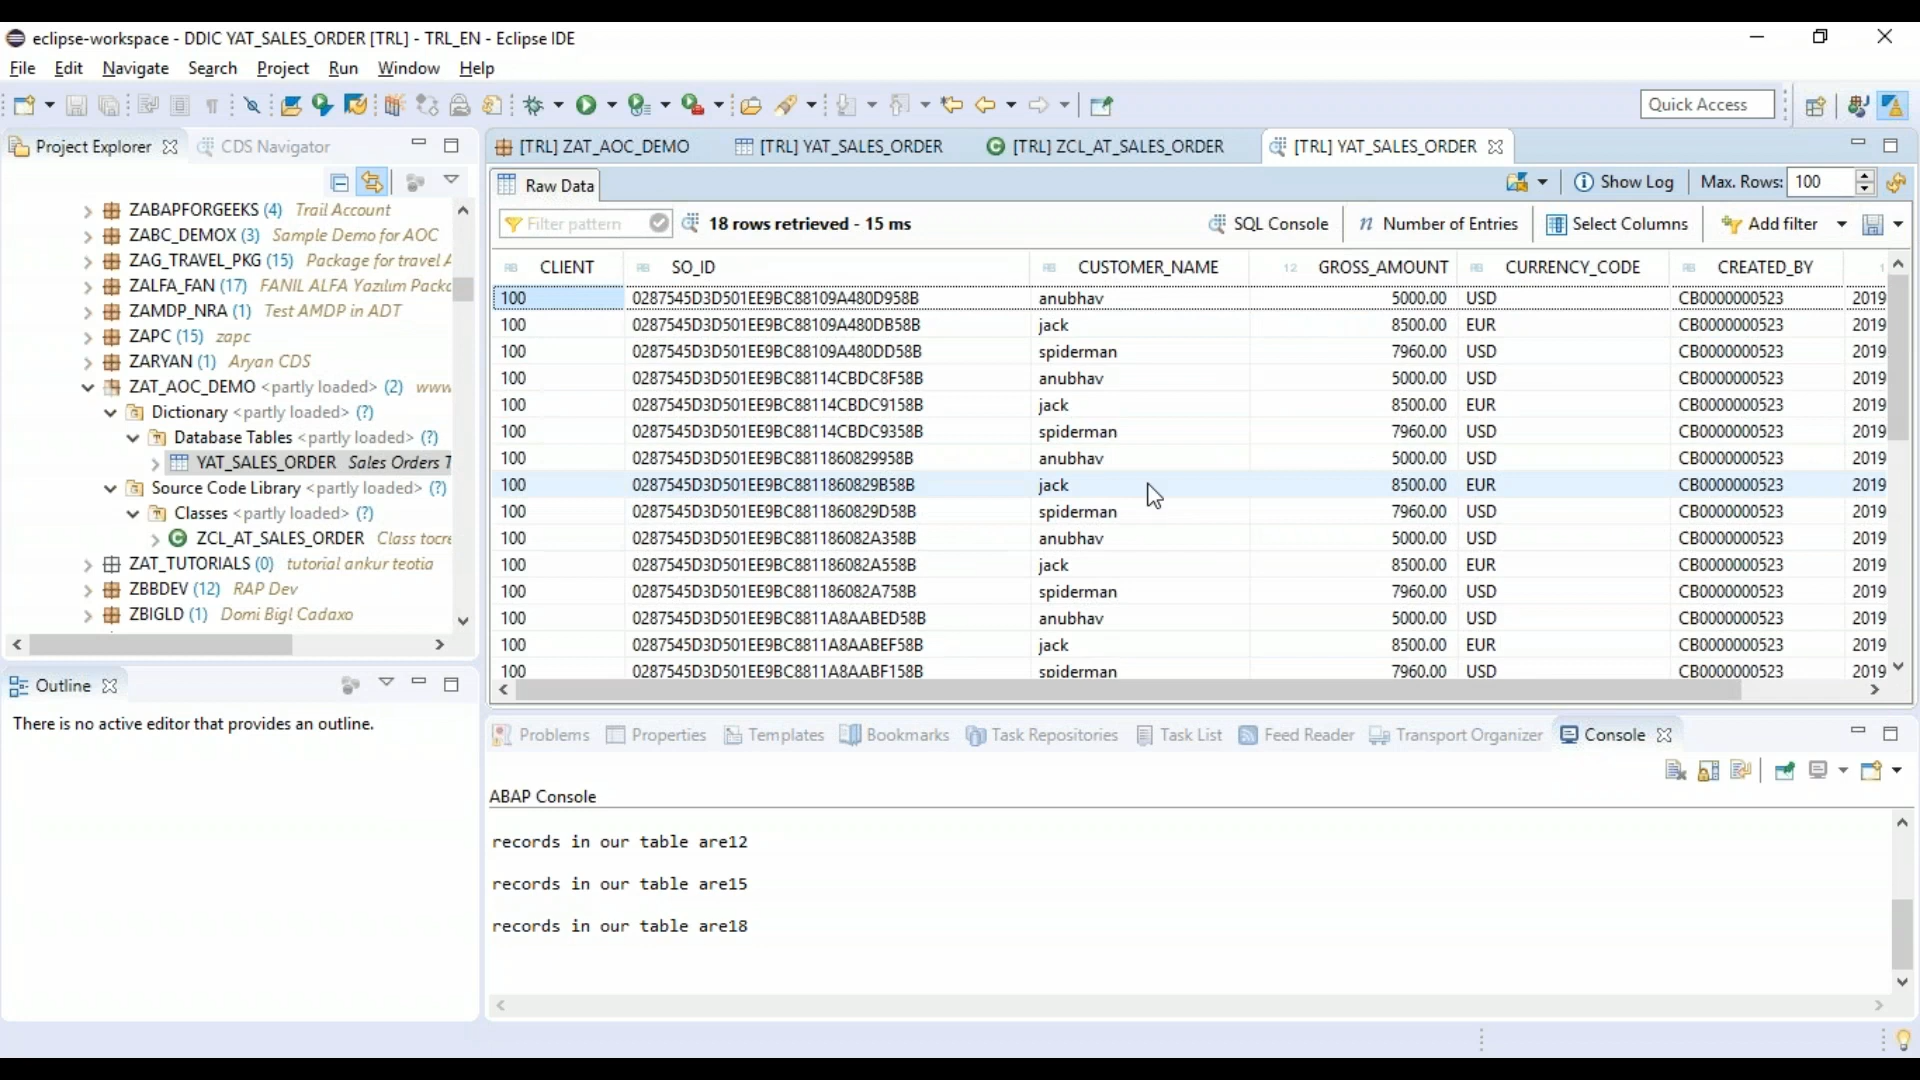 eclipse-workspace - DDIC YAT_SALES_ORDER [TRL] - TRL_EN - Eclipse IDE
File Edit Navigate Search Project Run Window Help
Quick Access
Project Explorer CDS Navigator
[TRL] ZAT_AOC_DEMO [TRL] YAT_SALES_ORDER [TRL] ZCL_AT_SALES_ORDER [TRL] YAT_SALES_ORDER
Raw Data Show Log Max. Rows: 100
Filter pattern 18 rows retrieved - 15 ms SQL Console Number of Entries Select Columns Add filter
ZABAPFORGEEKS (4) Trail Account
ZABC_DEMOX (3) Sample Demo for AOC
ZAG_TRAVEL_PKG (15) Package for travel A
ZALFA_FAN (17) FANIL ALFA Yazılım Packc
ZAMDP_NRA (1) Test AMDP in ADT
ZAPC (15) zapc
ZARYAN (1) Aryan CDS
ZAT_AOC_DEMO <partly loaded> (2) www
Dictionary <partly loaded> (?)
Database Tables <partly loaded> (?)
YAT_SALES_ORDER Sales Orders T
Source Code Library <partly loaded> (?)
Classes <partly loaded> (?)
ZCL_AT_SALES_ORDER Class tocre
ZAT_TUTORIALS (0) tutorial ankur teotia
ZBBDEV (12) RAP Dev
ZBIGLD (1) Domi Bigl Cadaxo
CLIENT SO_ID CUSTOMER_NAME GROSS_AMOUNT CURRENCY_CODE CREATED_BY
100 0287545D3D501EE9BC88109A480D958B anubhav 5000.00 USD CB0000000523 2019
100 0287545D3D501EE9BC88109A480DB58B jack 8500.00 EUR CB0000000523 2019
100 0287545D3D501EE9BC88109A480DD58B spiderman 7960.00 USD CB0000000523 2019
100 0287545D3D501EE9BC88114CBDC8F58B anubhav 5000.00 USD CB0000000523 2019
100 0287545D3D501EE9BC88114CBDC9158B jack 8500.00 EUR CB0000000523 2019
100 0287545D3D501EE9BC88114CBDC9358B spiderman 7960.00 USD CB0000000523 2019
100 0287545D3D501EE9BC8811860829958B anubhav 5000.00 USD CB0000000523 2019
100 0287545D3D501EE9BC8811860829B58B jack 8500.00 EUR CB0000000523 2019
100 0287545D3D501EE9BC8811860829D58B spiderman 7960.00 USD CB0000000523 2019
100 0287545D3D501EE9BC881186082A358B anubhav 5000.00 USD CB0000000523 2019
100 0287545D3D501EE9BC881186082A558B jack 8500.00 EUR CB0000000523 2019
100 0287545D3D501EE9BC881186082A758B spiderman 7960.00 USD CB0000000523 2019
100 0287545D3D501EE9BC8811A8AABED58B anubhav 5000.00 USD CB0000000523 2019
100 0287545D3D501EE9BC8811A8AABEF58B jack 8500.00 EUR CB0000000523 2019
100 0287545D3D501EE9BC8811A8AABF158B spiderman 7960.00 USD CB0000000523 2019
Outline
There is no active editor that provides an outline.
Problems Properties Templates Bookmarks Task Repositories Task List Feed Reader Transport Organizer Console
ABAP Console
records in our table are12
records in our table are15
records in our table are18